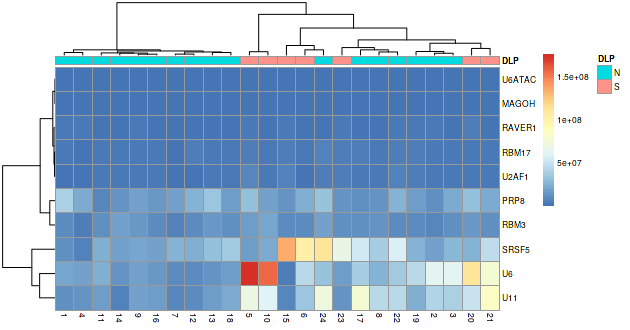 DLP
DLP
N
S
1.5e+08
1e+08
5e+07
U6ATAC
MAGOH
RAVER1
RBM17
U2AF1
PRP8
RBM3
SRSF5
U6
U11
1 4 11 14 9 16 7 12 13 18 5 10 15 6 24 23 17 8 22 19 2 3 20 21